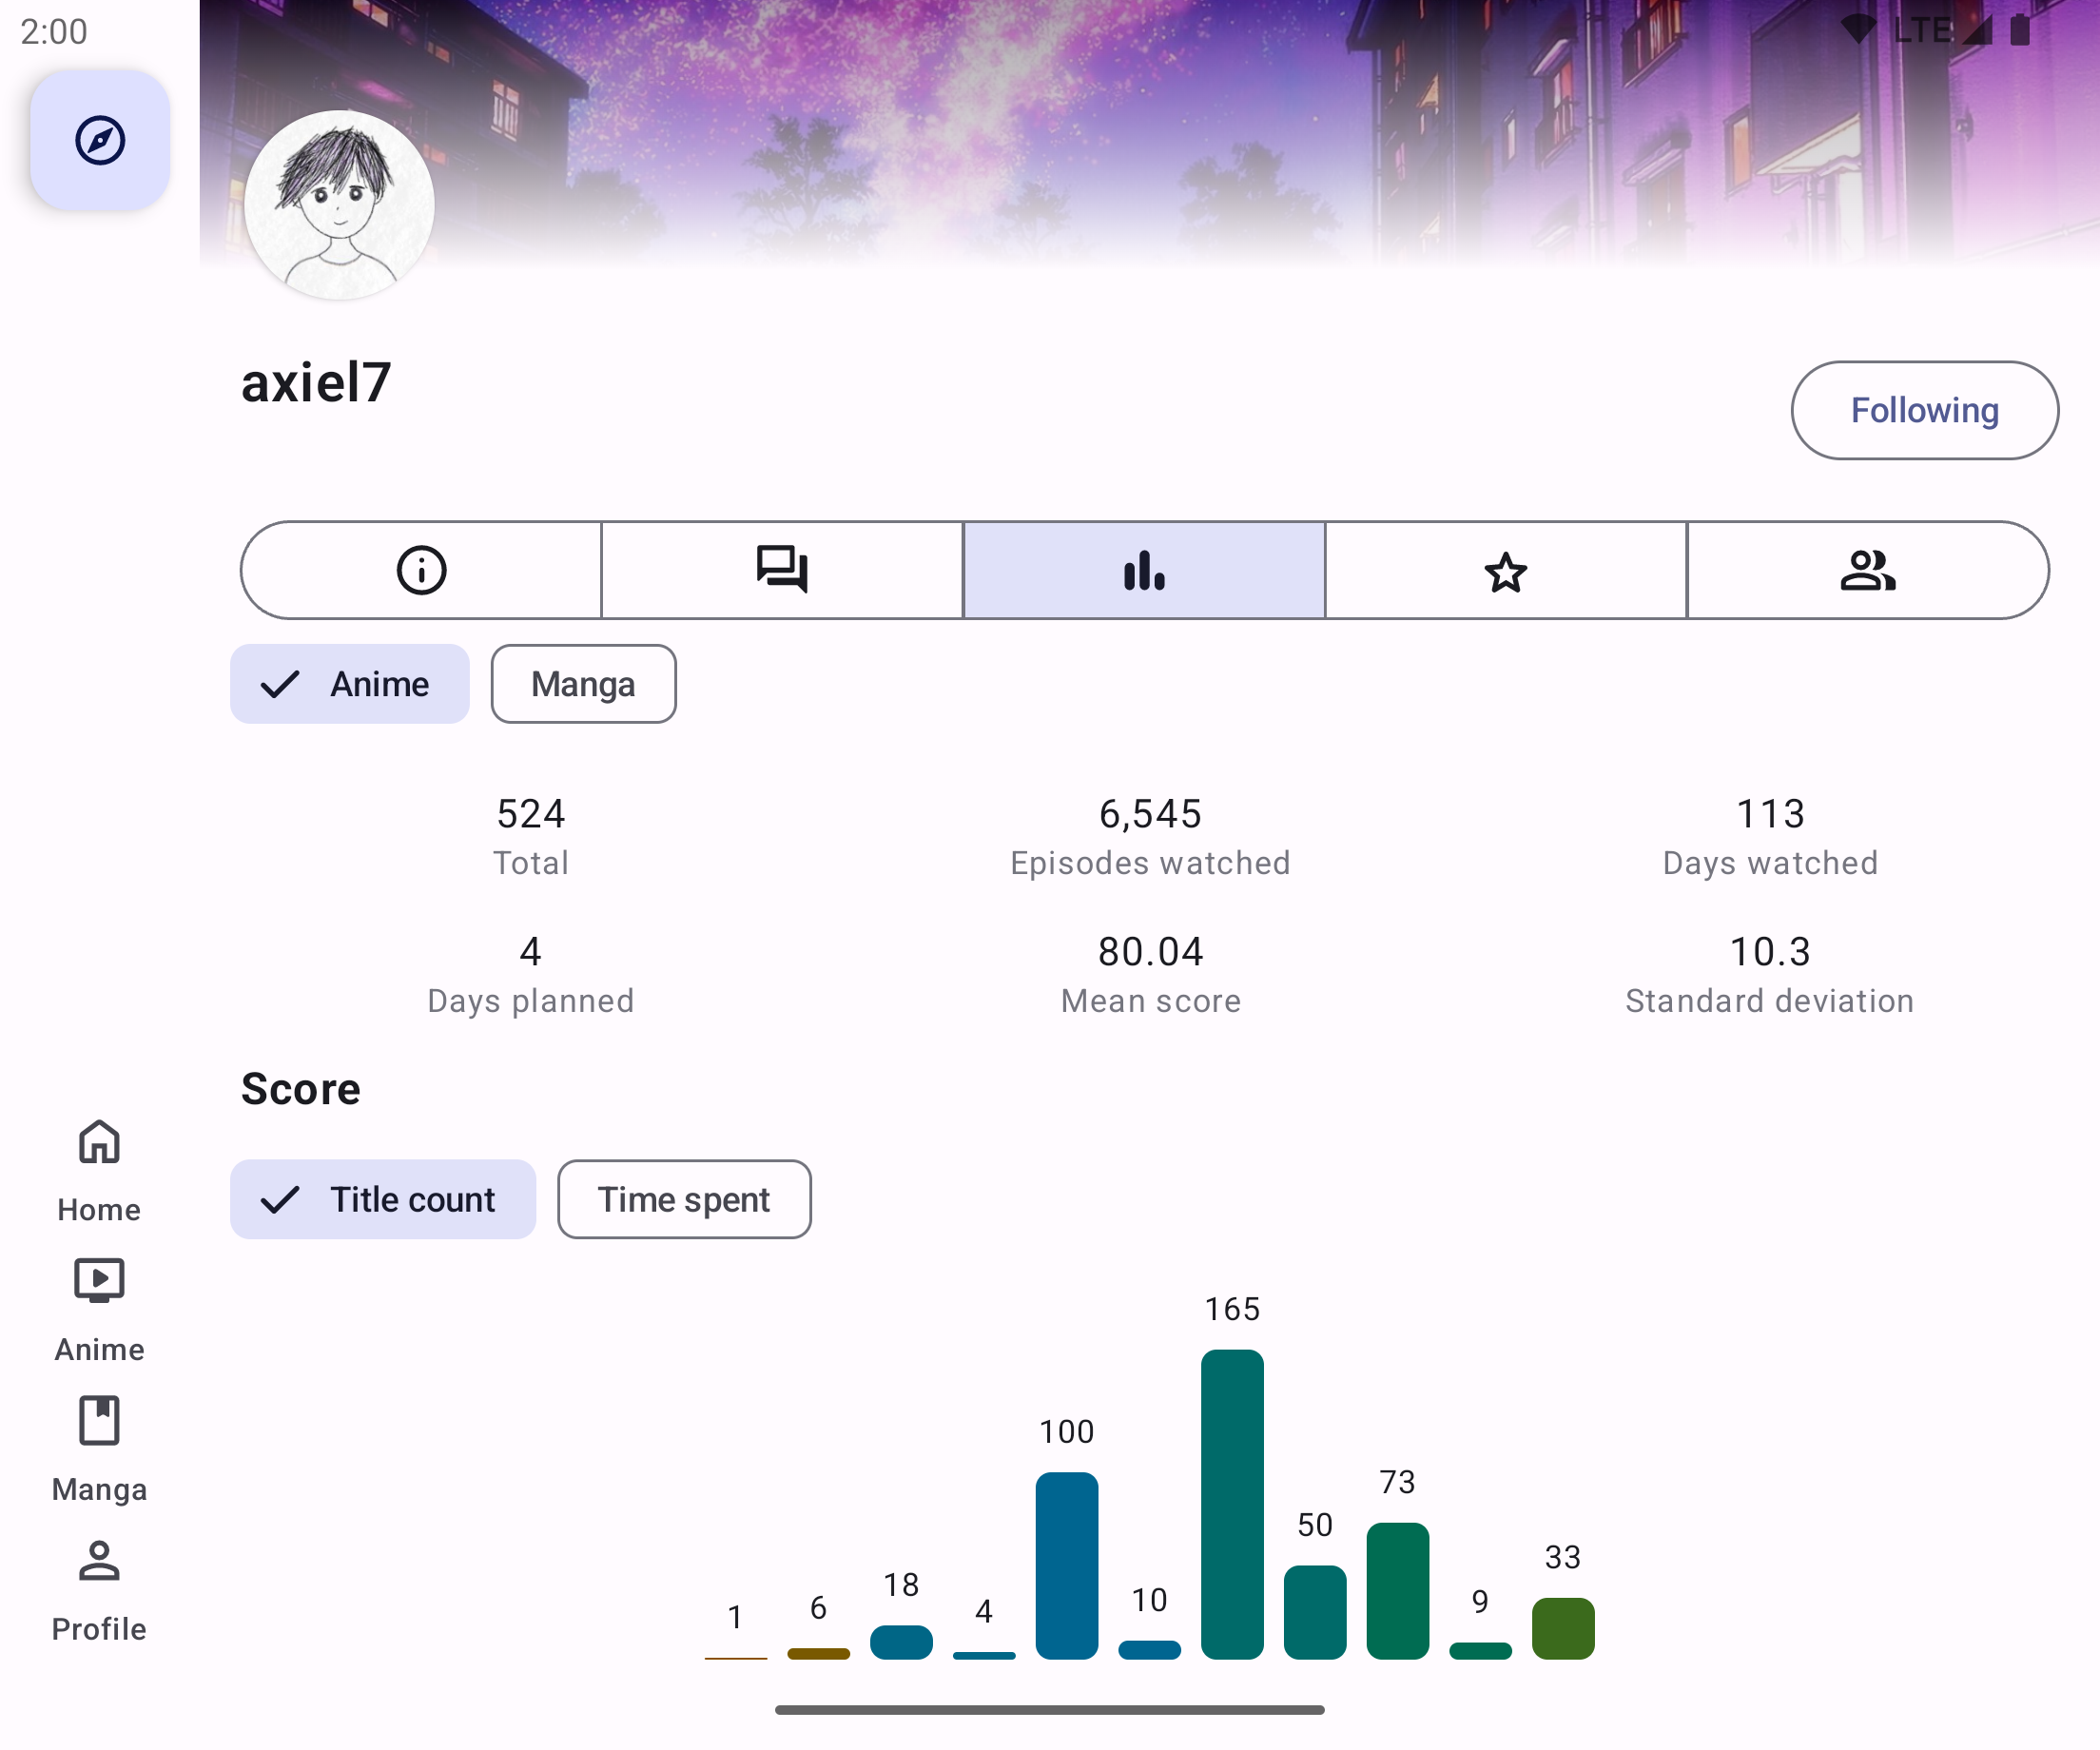 2:00
LTE
axiel7
Following
Anime
Manga
524
Total
6,545
Episodes watched
113
Days watched
4
Days planned
80.04
Mean score
10.3
Standard deviation
Score
Title count
Time spent
1
6
18
4
100
10
165
50
73
9
33
Home
Anime
Manga
Profile